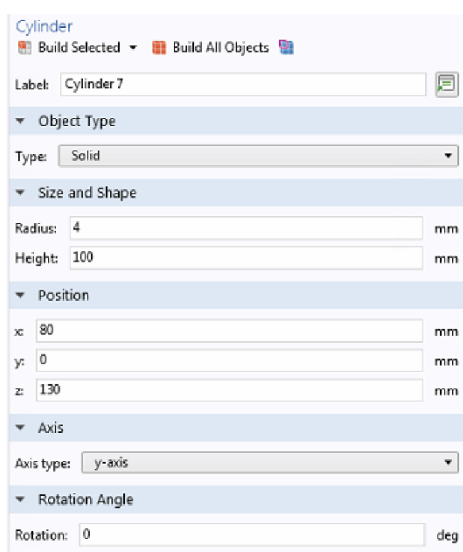 Cylinder
Build Selected Build All Objects
Label: Cylinder 7
Object Type
Type: Solid
Size and Shape
Radius: 4 mm
Height: 100 mm
Position
x: 80 mm
y: 0 mm
z: 130 mm
Axis
Axis type: y-axis
Rotation Angle
Rotation: 0 deg